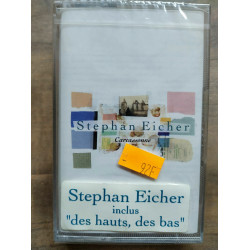 Stephan Eicher
Carcassonne
97F
Stephan Eicher
inclus
"des hauts, des bas"